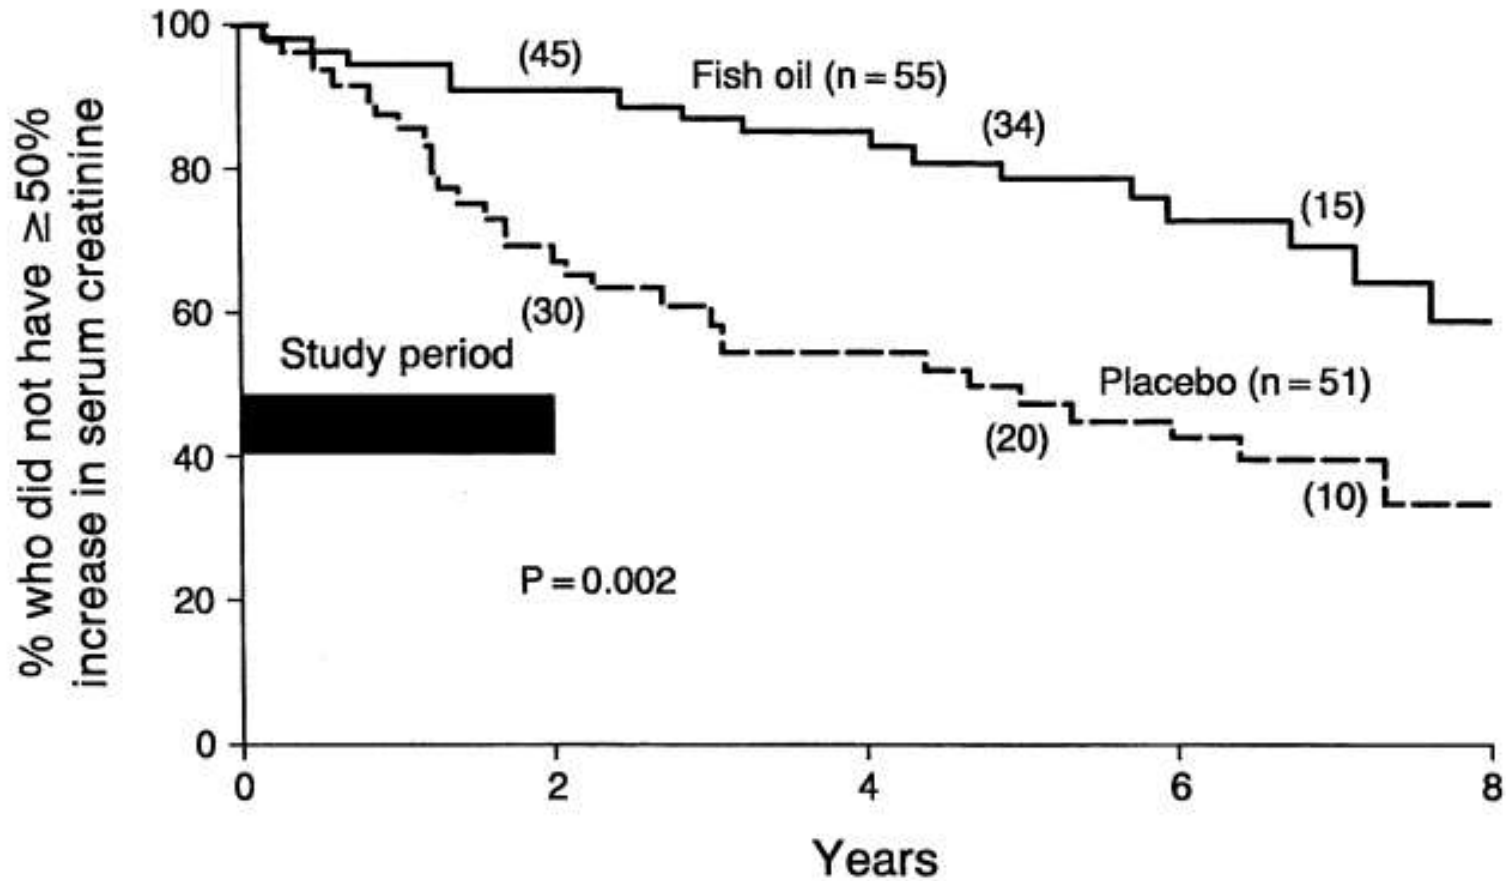 % who did not have ≥50%
increase in serum creatinine
100
80
60
40
20
0
(45)
Fish oil (n=55)
(34)
(15)
(30)
Study period
Placebo (n=51)
(20)
(10)
P=0.002
0 2 4 6 8
Years